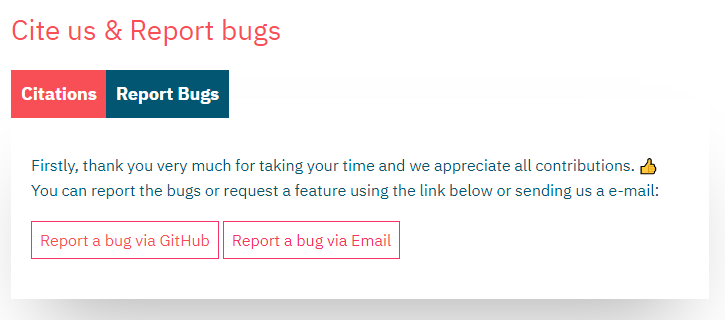 Cite us & Report bugs
Citations Report Bugs
Firstly, thank you very much for taking your time and we appreciate all contributions. 👍
You can report the bugs or request a feature using the link below or sending us a e-mail:
Report a bug via GitHub Report a bug via Email